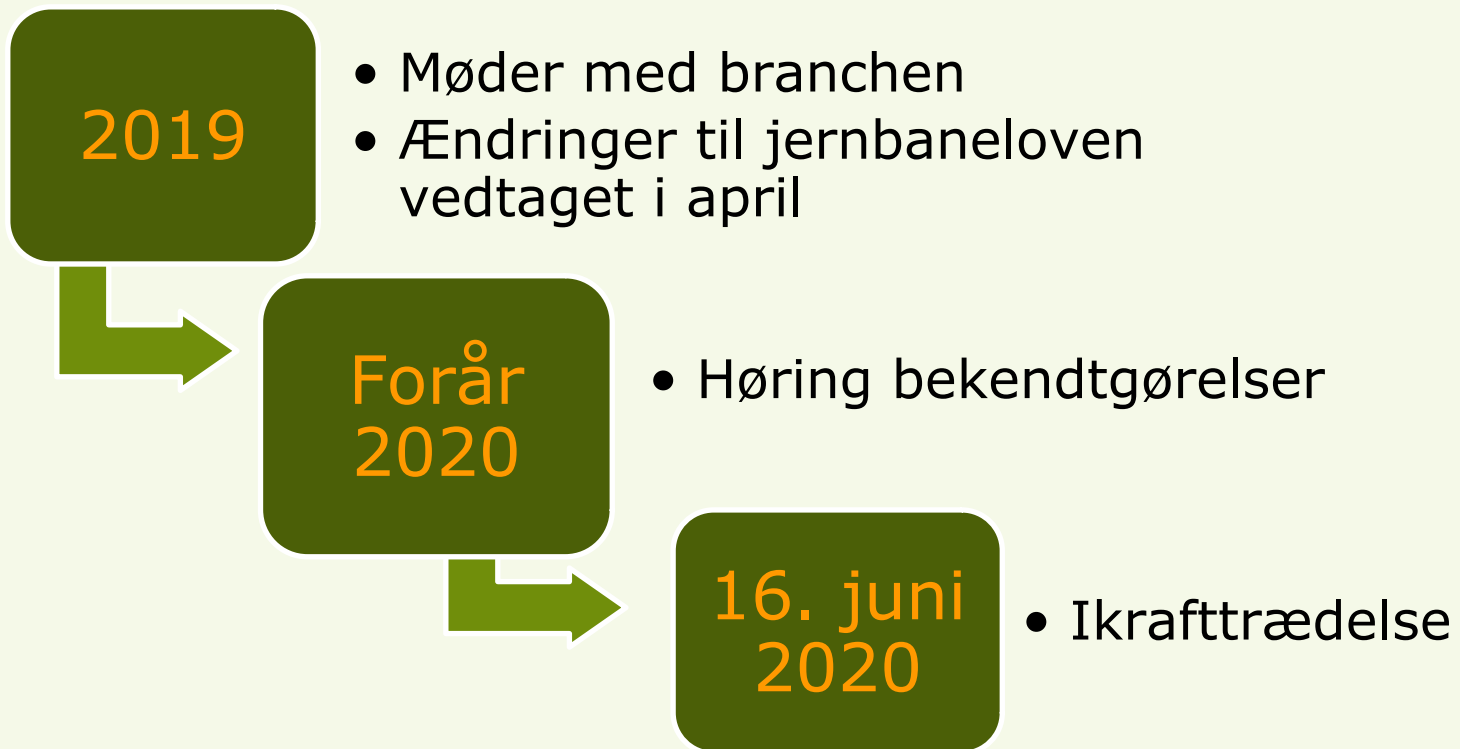 2019
• Møder med branchen
• Ændringer til jernbaneloven
vedtaget i april
Forår
2020
• Høring bekendtgørelser
16. juni
2020
• Ikrafttrædelse